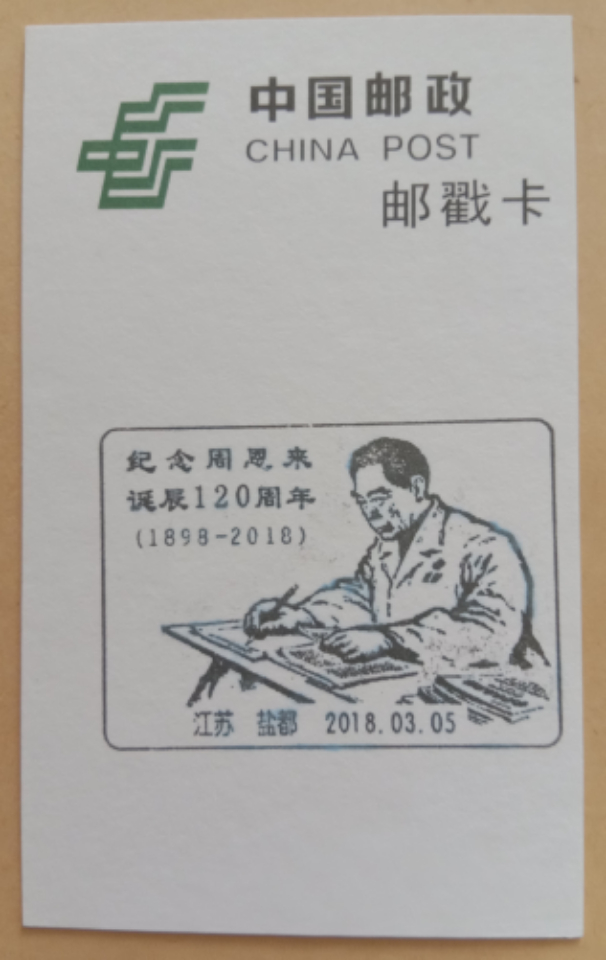 中国邮政
CHINA POST
邮戳卡
纪念周恩来
诞辰120周年
(1898-2018)
江苏 盐都 2018.03.05